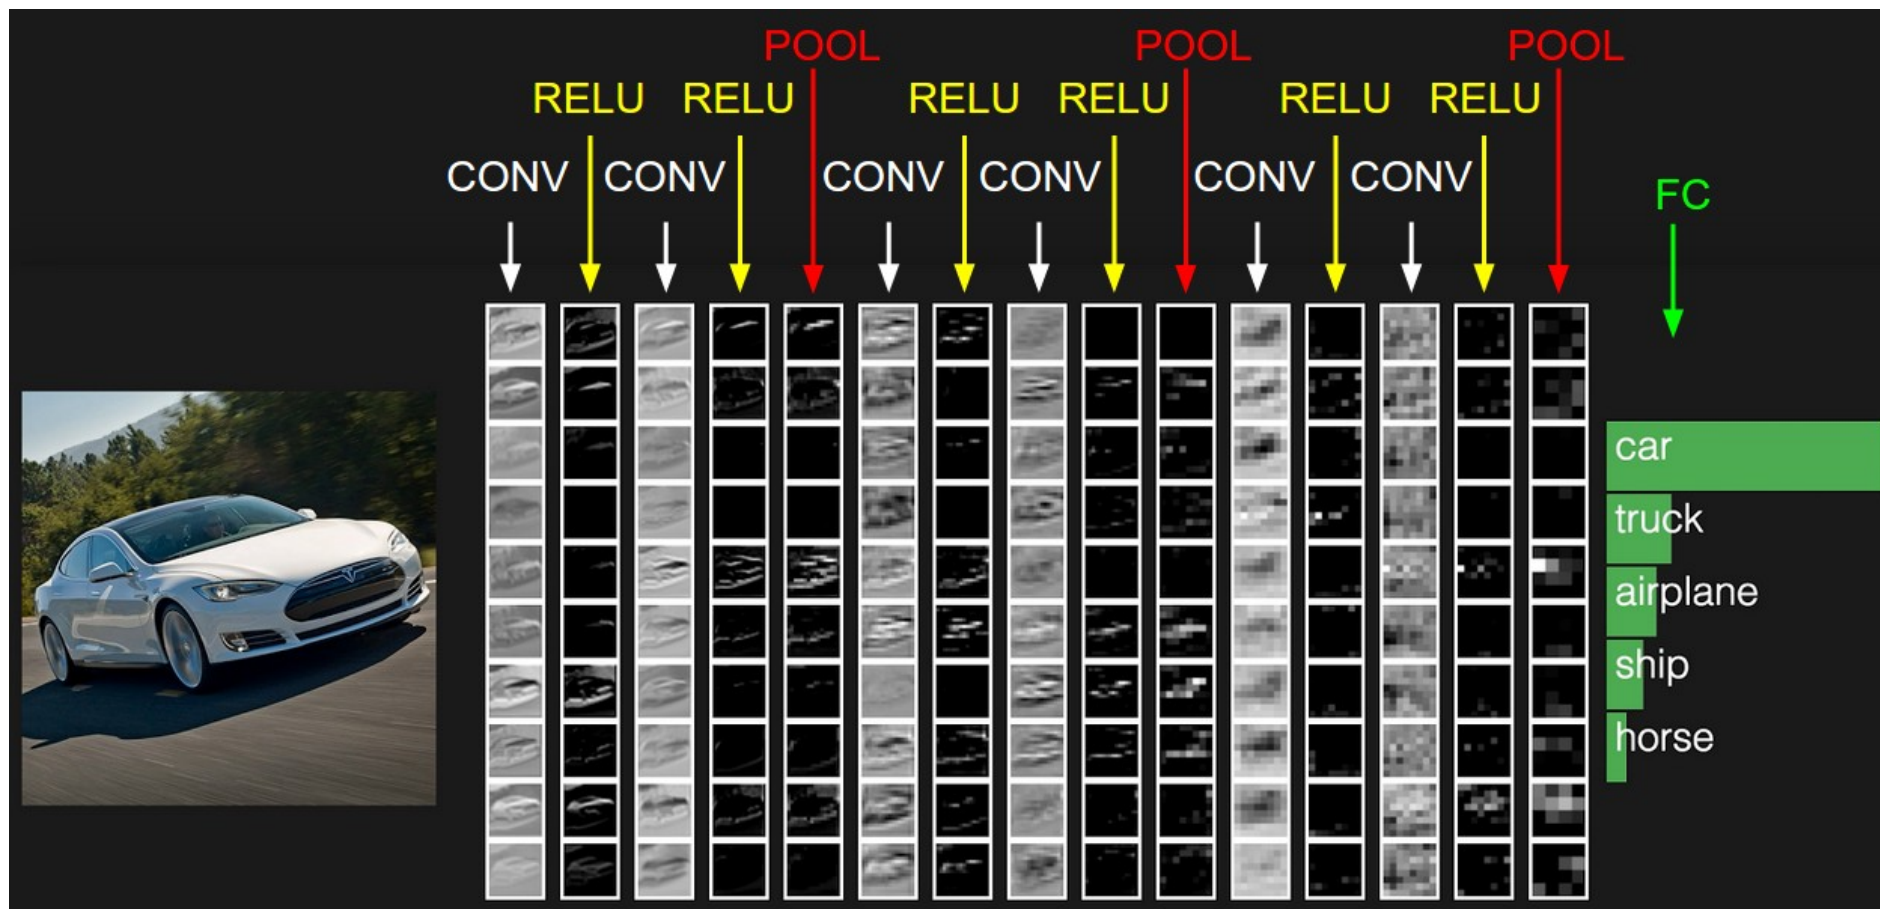 POOL POOL POOL
RELU RELU RELU RELU RELU RELU
CONV CONV CONV CONV CONV CONV
FC
car
truck
airplane
ship
horse